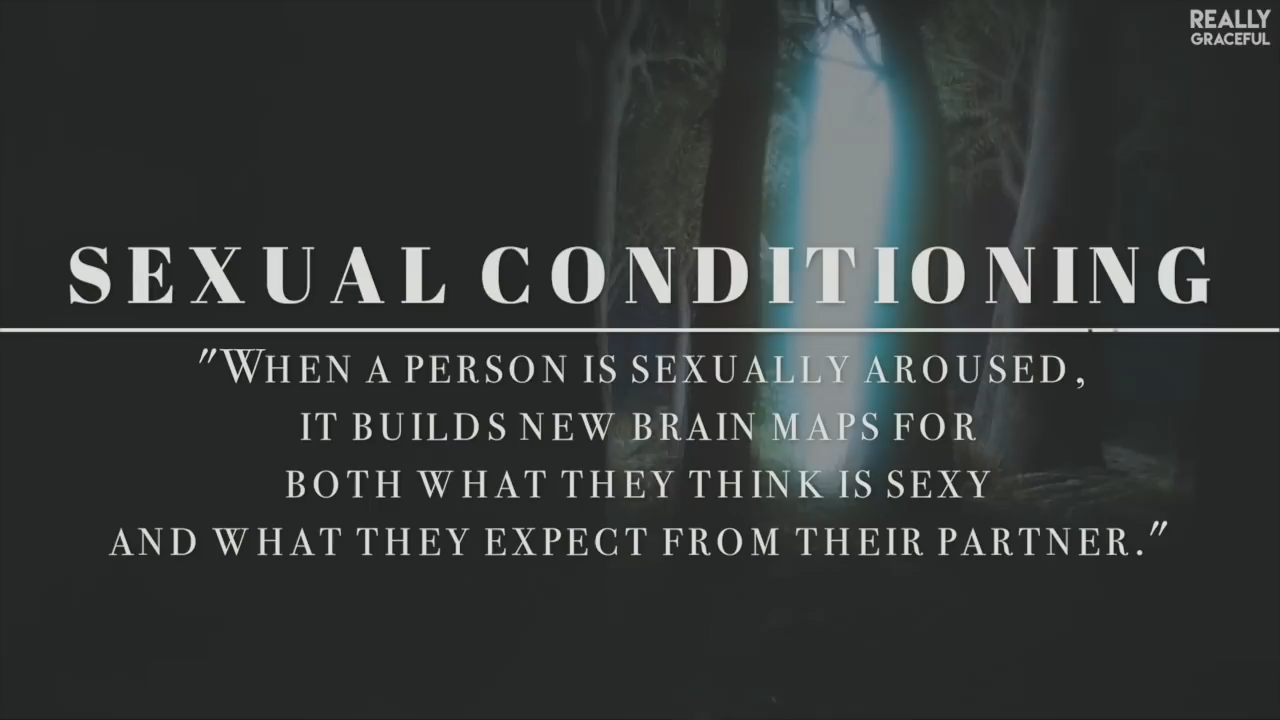 REALLY
GRACEFUL
SEXUAL CONDITIONING
"WHEN A PERSON IS SEXUALLY AROUSED,
IT BUILDS NEW BRAIN MAPS FOR
BOTH WHAT THEY THINK IS SEXY
AND WHAT THEY EXPECT FROM THEIR PARTNER."